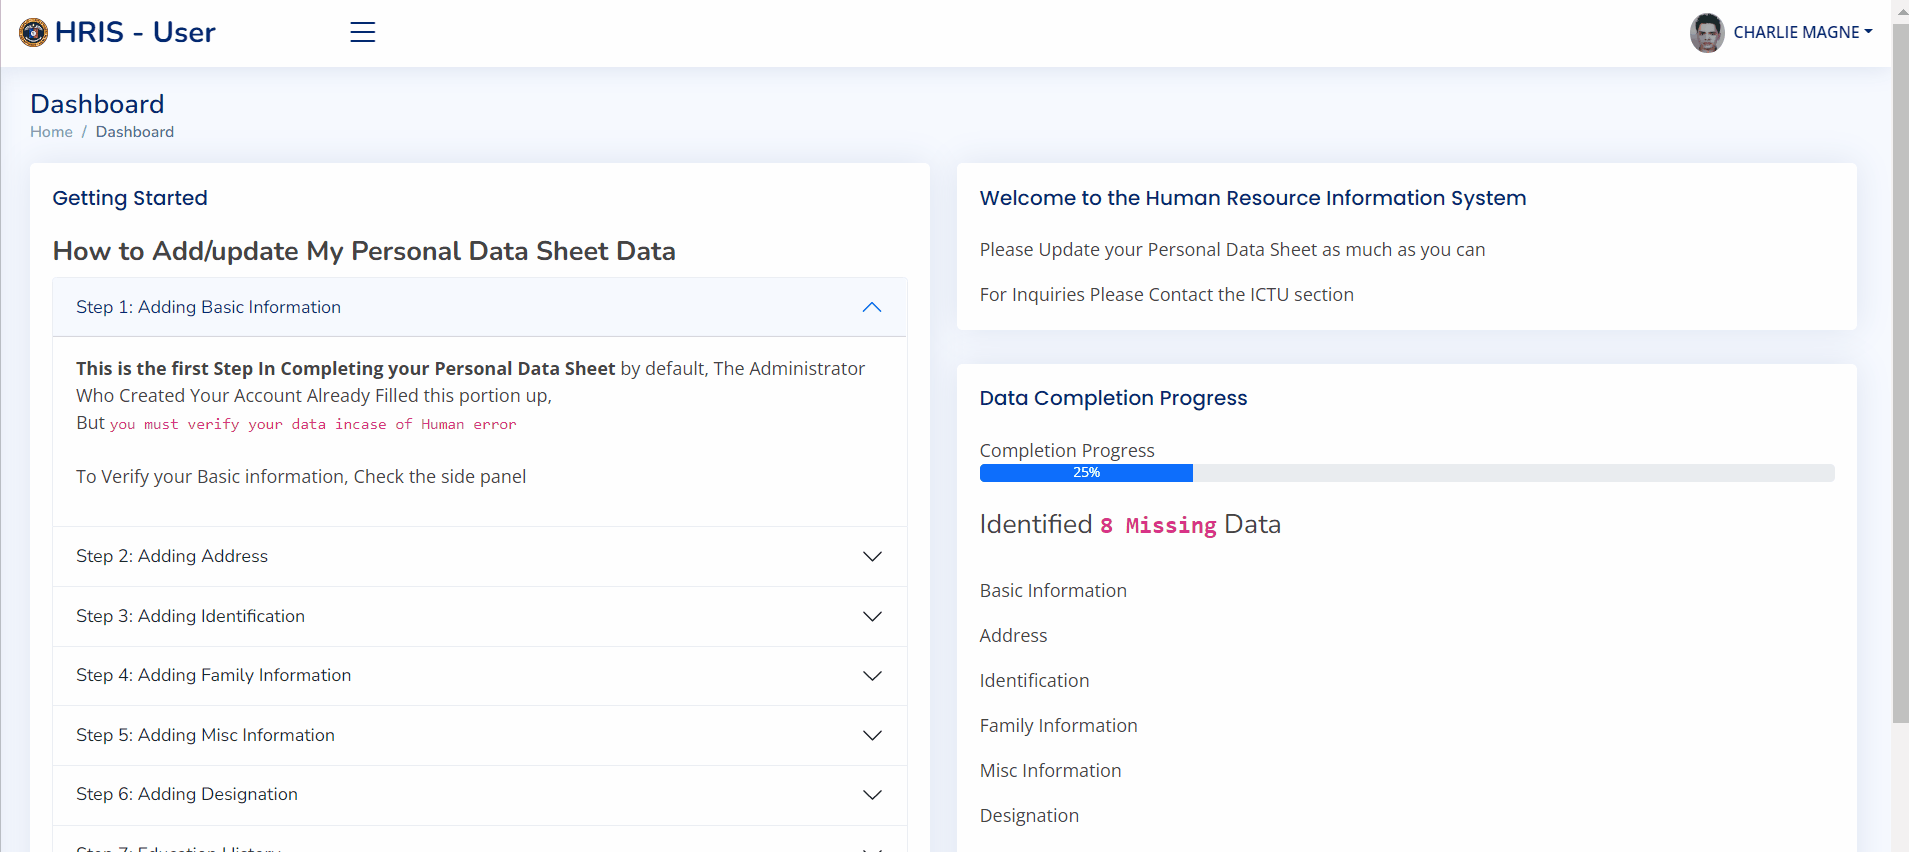 HRIS - User
CHARLIE MAGNE
Dashboard
Home / Dashboard
Getting Started
How to Add/update My Personal Data Sheet Data
Step 1: Adding Basic Information
This is the first Step In Completing your Personal Data Sheet by default, The Administrator
Who Created Your Account Already Filled this portion up,
But you must verify your data incase of Human error
To Verify your Basic information, Check the side panel
Step 2: Adding Address
Step 3: Adding Identification
Step 4: Adding Family Information
Step 5: Adding Misc Information
Step 6: Adding Designation
Step 7: Education History
Welcome to the Human Resource Information System
Please Update your Personal Data Sheet as much as you can
For Inquiries Please Contact the ICTU section
Data Completion Progress
Completion Progress
25%
Identified 8 Missing Data
Basic Information
Address
Identification
Family Information
Misc Information
Designation